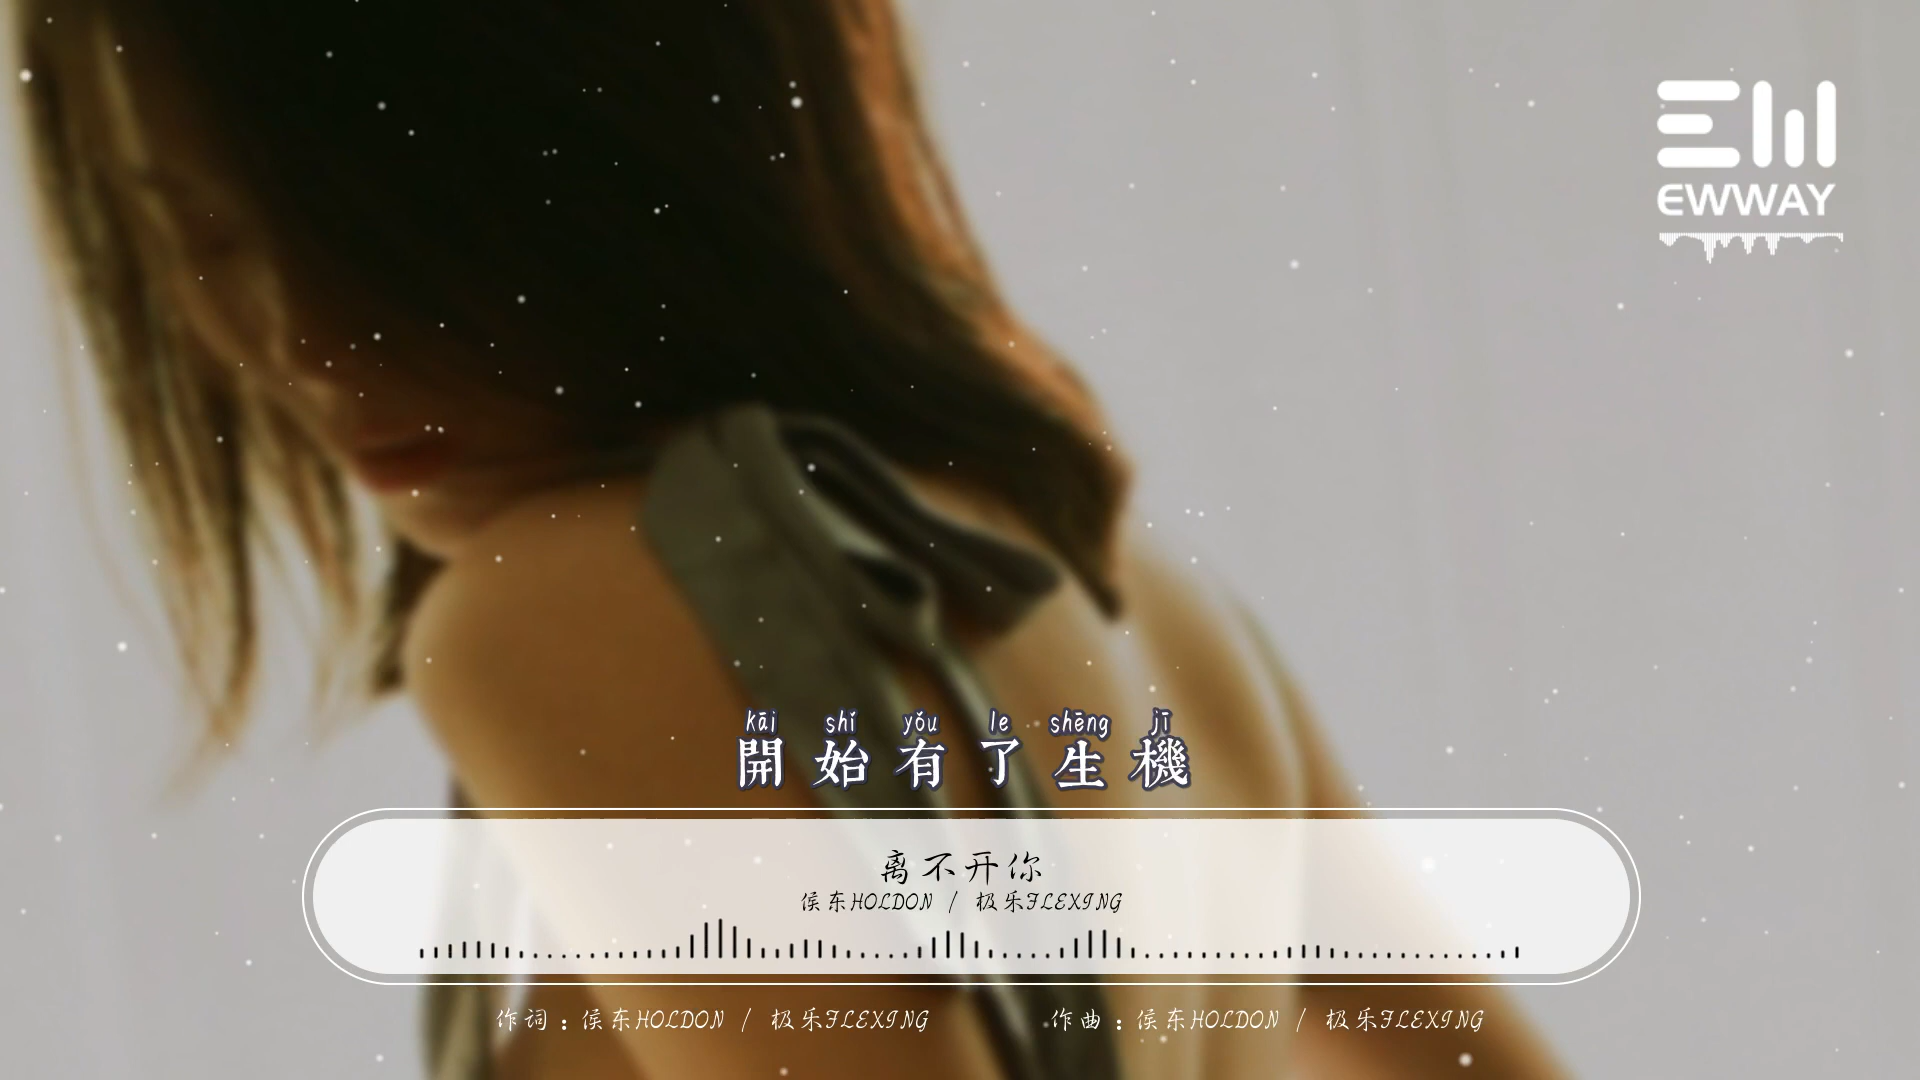 EWWAY
kāi shǐ yǒu le shēng jī
開始有了生機
离不开你
侯东HOLDON / 极乐FLEXING
作词：侯东HOLDON / 极乐FLEXING
作曲：侯东HOLDON / 极乐FLEXING